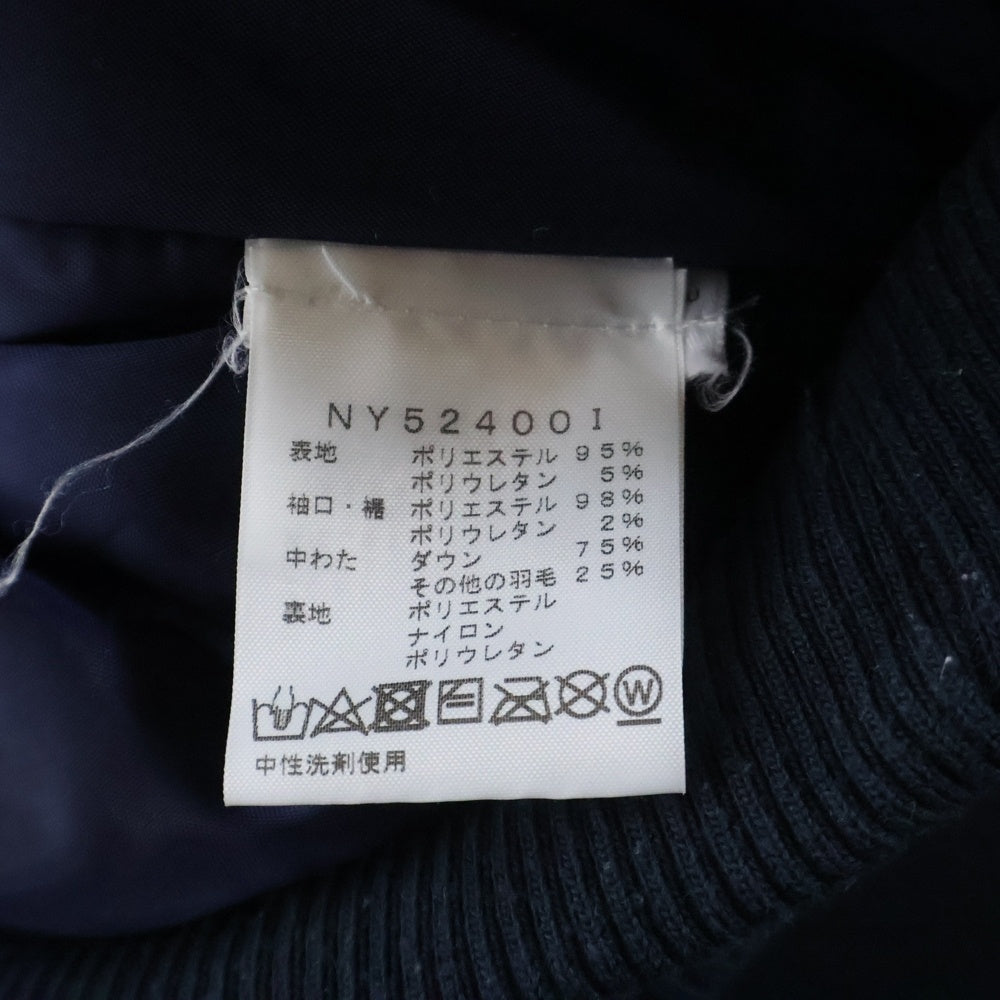 NY52400I
表地 ポリエステル 95%
ポリウレタン 5%
袖口・裾 ポリエステル 98%
ポリウレタン 2%
中わた ダウン 75%
その他の羽毛 25%
裏地 ポリエステル
ナイロン
ポリウレタン
W
中性洗剤使用